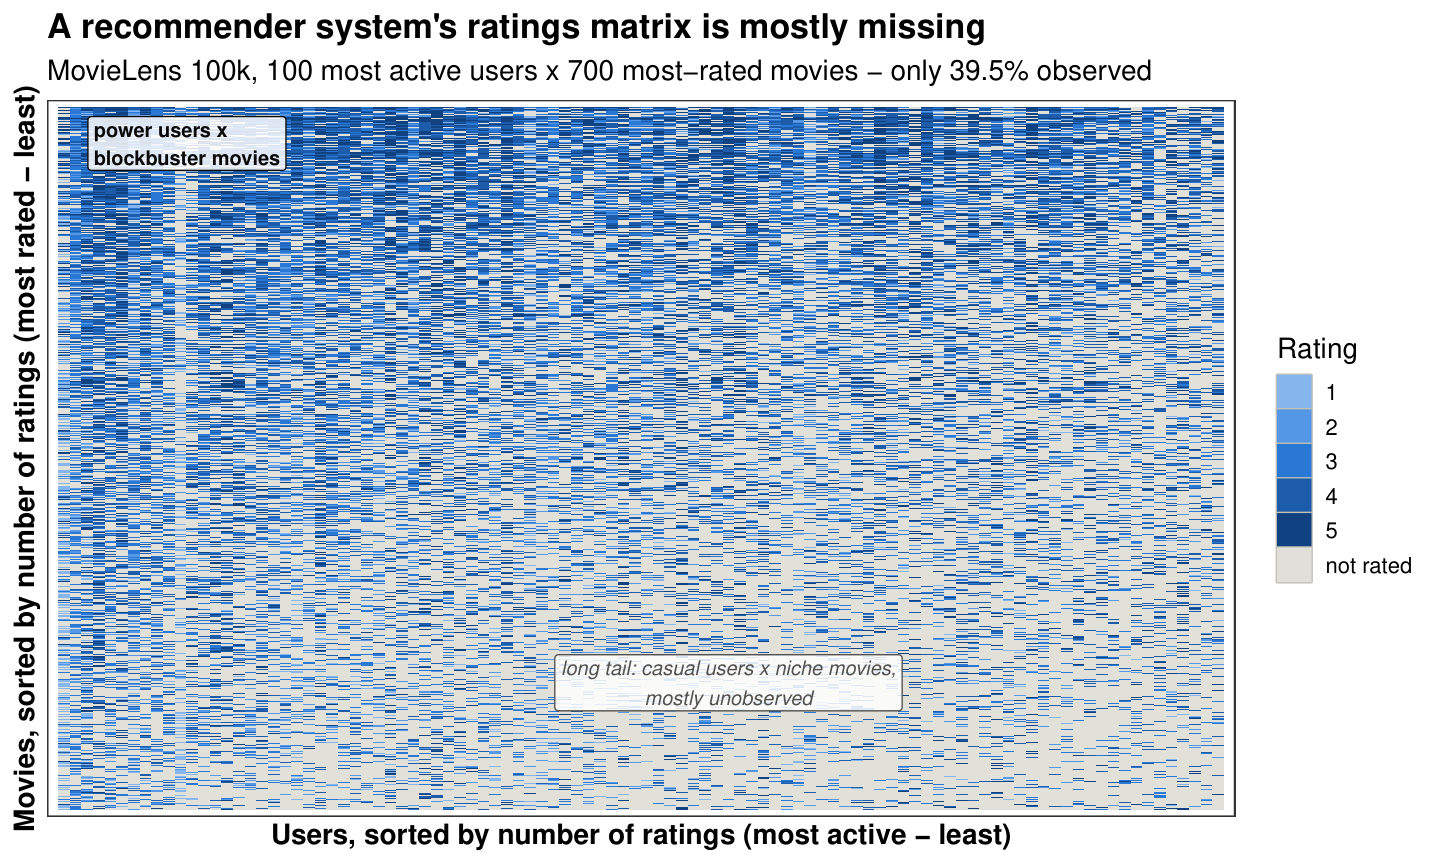 A recommender system's ratings matrix is mostly missing
MovieLens 100k, 100 most active users x 700 most−rated movies − only 39.5% observed
Movies, sorted by number of ratings (most rated − least)
power users x
blockbuster movies
long tail: casual users x niche movies,
mostly unobserved
Users, sorted by number of ratings (most active − least)
Rating
1
2
3
4
5
not rated